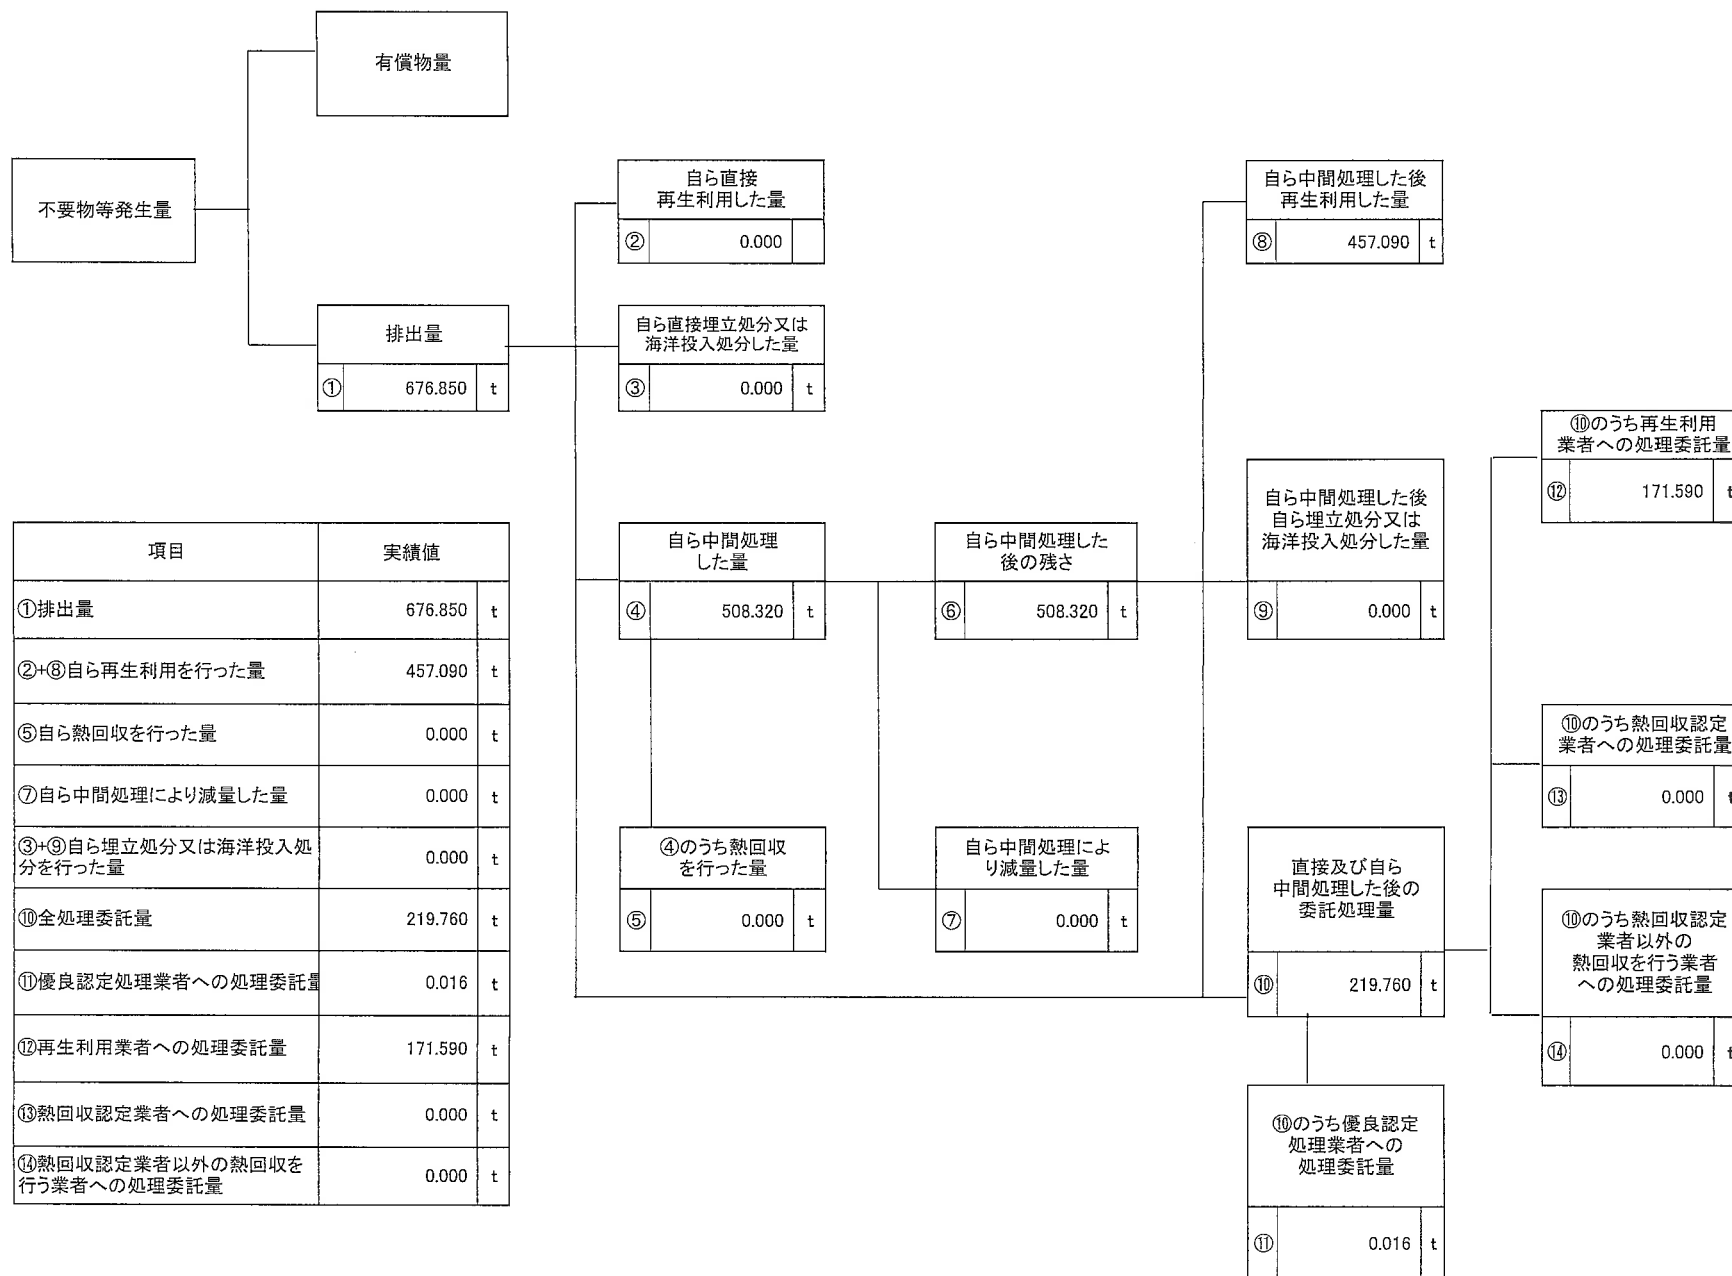 有償物量
不要物等発生量
自ら直接
再生利用した量
② 0.000
自ら中間処理した後
再生利用した量
⑧ 457.090 t
排出量
① 676.850 t
自ら直接埋立処分又は
海洋投入処分した量
③ 0.000 t
⑩のうち再生利用
業者への処理委託量
⑫ 171.590 t
自ら中間処理
した量
④ 508.320 t
自ら中間処理した
後の残さ
⑥ 508.320 t
自ら中間処理した後
自ら埋立処分又は
海洋投入処分した量
⑨ 0.000 t
⑩のうち熱回収認定
業者への処理委託量
⑬ 0.000 t
④のうち熱回収
を行った量
⑤ 0.000 t
自ら中間処理によ
り減量した量
⑦ 0.000 t
直接及び自ら
中間処理した後の
委託処理量
⑩ 219.760 t
⑩のうち熱回収認定
業者以外の
熱回収を行う業者
への処理委託量
⑭ 0.000 t
⑩のうち優良認定
処理業者への
処理委託量
⑪ 0.016 t
項目 実績値
①排出量 676.850 t
②+⑧自ら再生利用を行った量 457.090 t
⑤自ら熱回収を行った量 0.000 t
⑦自ら中間処理により減量した量 0.000 t
③+⑨自ら埋立処分又は海洋投入処
分を行った量 0.000 t
⑩全処理委託量 219.760 t
⑪優良認定処理業者への処理委託量 0.016 t
⑫再生利用業者への処理委託量 171.590 t
⑬熱回収認定業者への処理委託量 0.000 t
⑭熱回収認定業者以外の熱回収を
行う業者への処理委託量 0.000 t